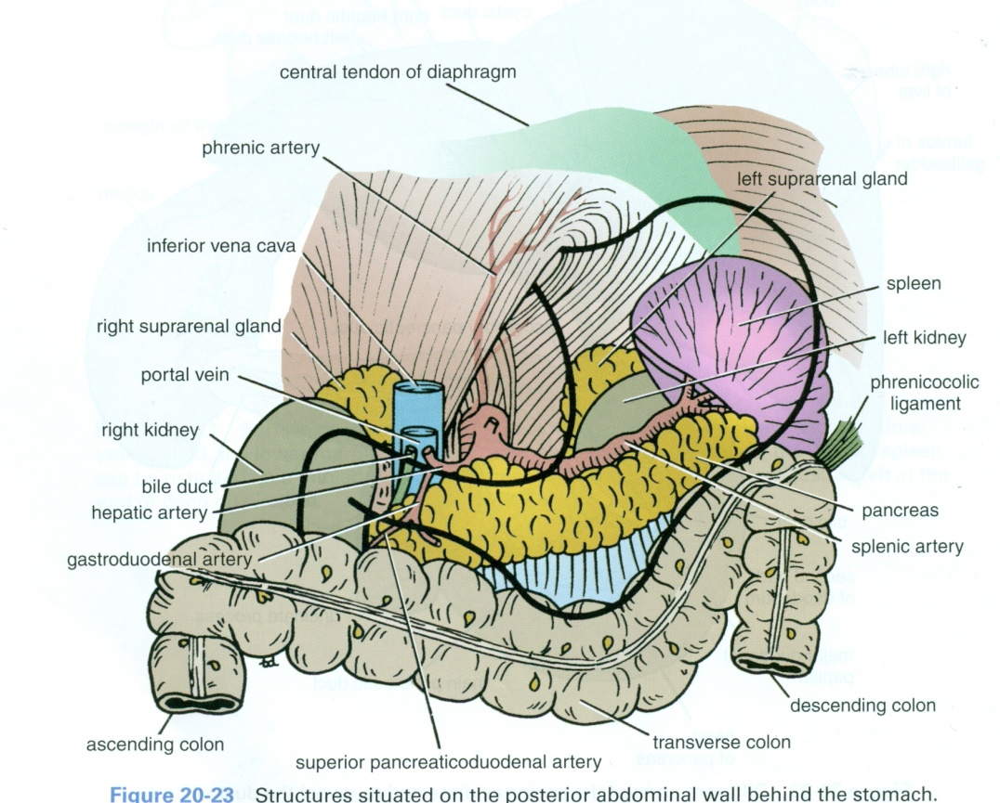 central tendon of diaphragm
phrenic artery
left suprarenal gland
inferior vena cava
spleen
right suprarenal gland
left kidney
portal vein
phrenicocolic
ligament
right kidney
bile duct
hepatic artery
pancreas
splenic artery
gastroduodenal artery
descending colon
ascending colon
transverse colon
superior pancreaticoduodenal artery
Figure 20-23 Structures situated on the posterior abdominal wall behind the stomach.